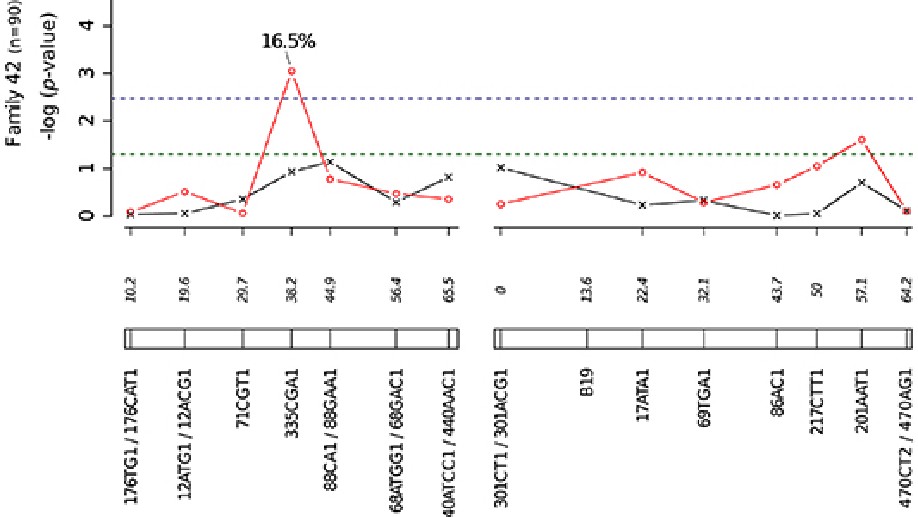 Family 42 (n=90)
-log (ρ-value)
4
3
2
1
0
16.5%
10.2 19.6 29.7 38.2 44.9 56.4 65.5 0 13.6 22.4 32.1 43.7 50 57.1 64.2
176TG1 / 176CAT1
12ATG1 / 12ACG1
71CGT1
335CGA1
88CA1 / 88GAA1
68ATGG1 / 68GAC1
40ATCC1 / 440AAC1
301CT1 / 301ACG1
B19
17ATA1
69TGA1
86AC1
217CTT1
201AAT1
470CT2 / 470AG1